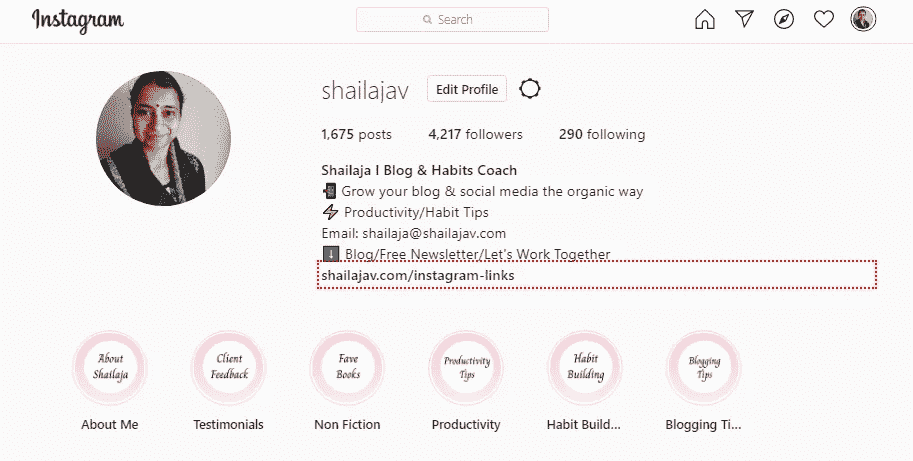 Instagram
Search
shailajav Edit Profile
1,675 posts 4,217 followers 290 following
Shailaja I Blog & Habits Coach
Grow your blog & social media the organic way
Productivity/Habit Tips
Email: shailaja@shailajav.com
Blog/Free Newsletter/Let's Work Together
shailajav.com/instagram-links
About
Shailaja
Client
Feedback
Fave
Books
Productivity
Tips
Habit
Building
Blogging
Tips
About Me
Testimonials
Non Fiction
Productivity
Habit Build...
Blogging Ti...